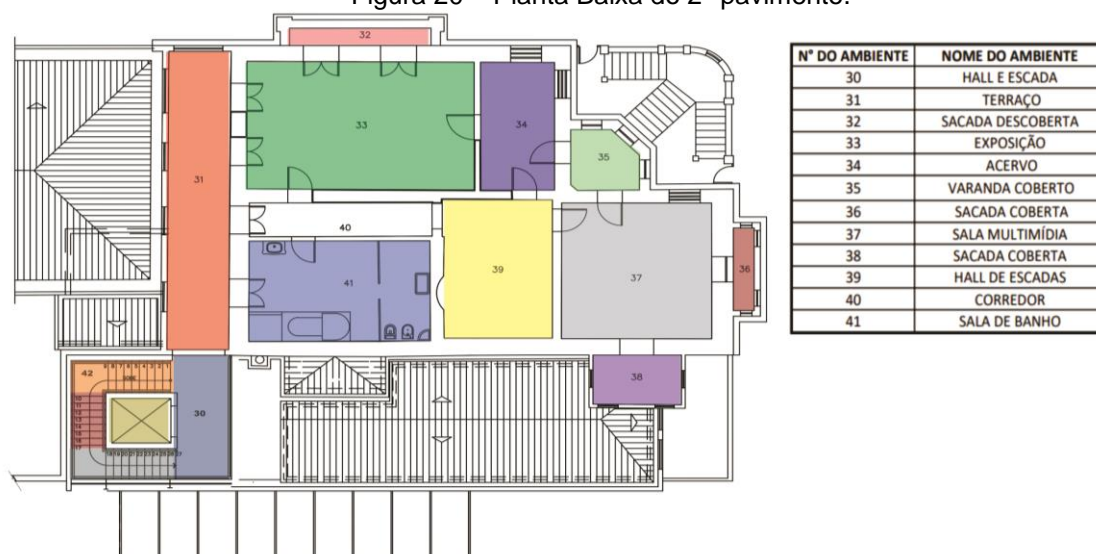 Figura 20 – Planta Baixa do 2º pavimento.
32
33
34
35
31
40
41
39
37
36
38
42
30
N° DO AMBIENTE NOME DO AMBIENTE
30 HALL E ESCADA
31 TERRAÇO
32 SACADA DESCOBERTA
33 EXPOSIÇÃO
34 ACERVO
35 VARANDA COBERTO
36 SACADA COBERTA
37 SALA MULTIMÍDIA
38 SACADA COBERTA
39 HALL DE ESCADAS
40 CORREDOR
41 SALA DE BANHO